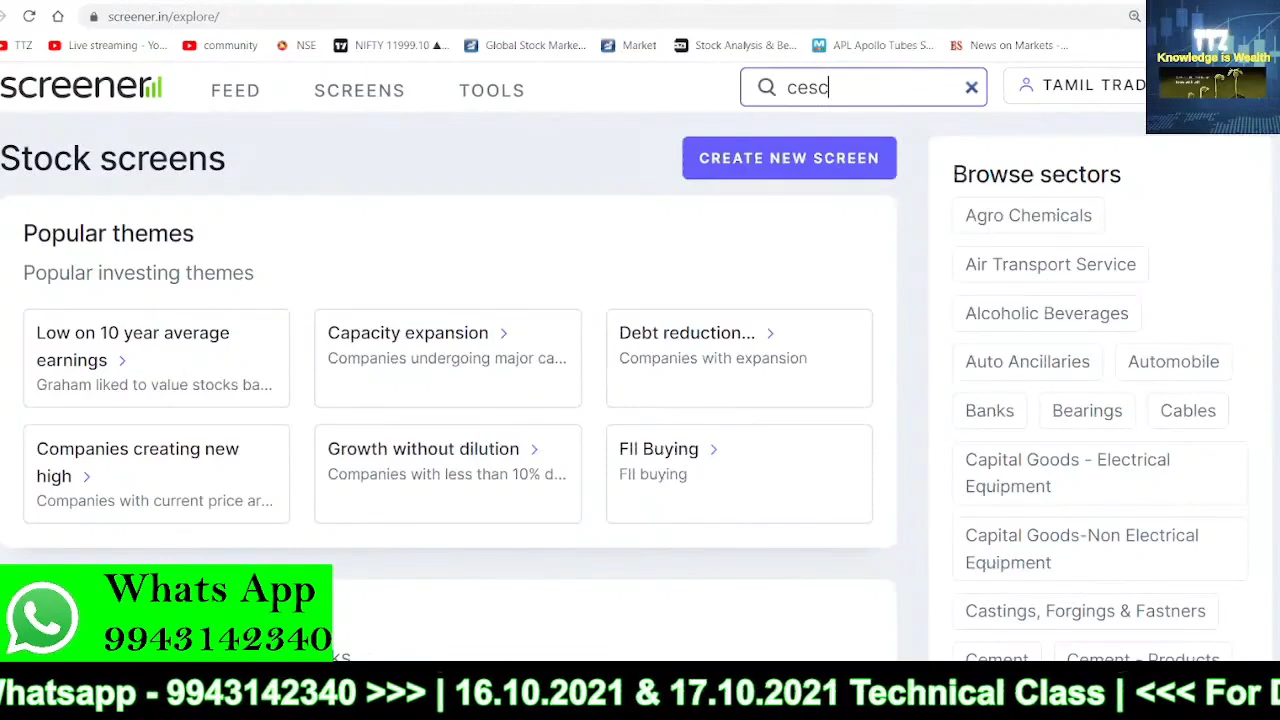 screener.in/explore/
TTZ
Live streaming - Yo...
community
NSE
NIFTY 11999.10 ▲...
Global Stock Marke...
Market
Stock Analysis & Be...
APL Apollo Tubes S...
News on Markets - ...
TTZ
Knowledge is Wealth
screener
FEED
SCREENS
TOOLS
cesc
TAMIL TRAD
Stock screens
CREATE NEW SCREEN
Popular themes
Popular investing themes
Low on 10 year average
earnings
Graham liked to value stocks ba...
Capacity expansion
Companies undergoing major ca...
Debt reduction...
Companies with expansion
Companies creating new
high
Companies with current price ar...
Growth without dilution
Companies with less than 10% d...
FII Buying
FII buying
Browse sectors
Agro Chemicals
Air Transport Service
Alcoholic Beverages
Auto Ancillaries
Automobile
Banks
Bearings
Cables
Capital Goods - Electrical
Equipment
Capital Goods-Non Electrical
Equipment
Castings, Forgings & Fastners
Cement
Cement - Products
Whats App
9943142340
Whatsapp - 9943142340 >>> | 16.10.2021 & 17.10.2021 Technical Class | <<< For D